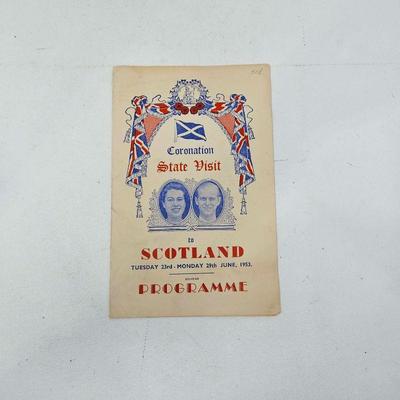 Coronation
State Visit
to
SCOTLAND
TUESDAY 23rd - MONDAY 29th JUNE, 1953.
PROGRAMME